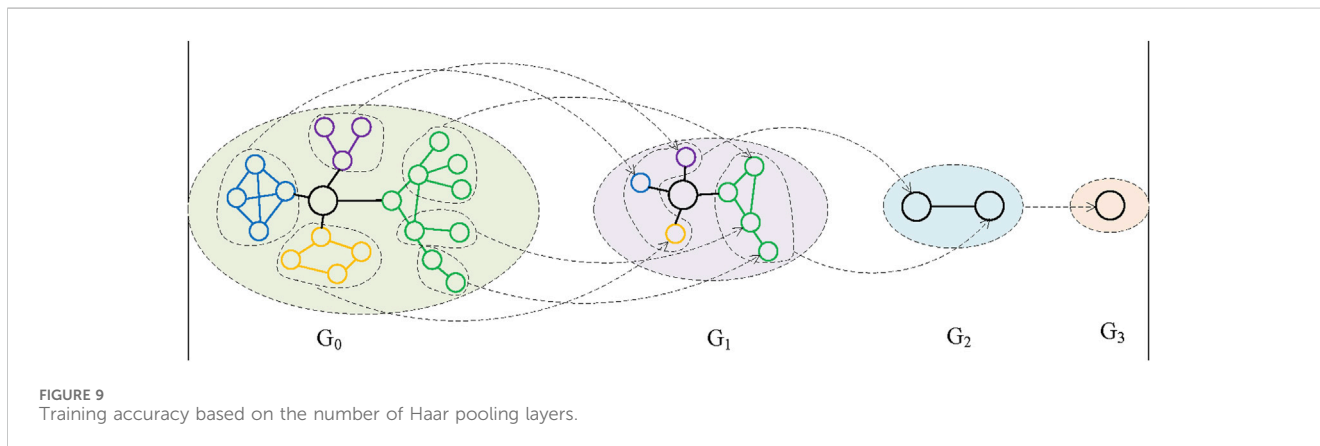 G₀ G₁ G₂ G₃
FIGURE 9
Training accuracy based on the number of Haar pooling layers.